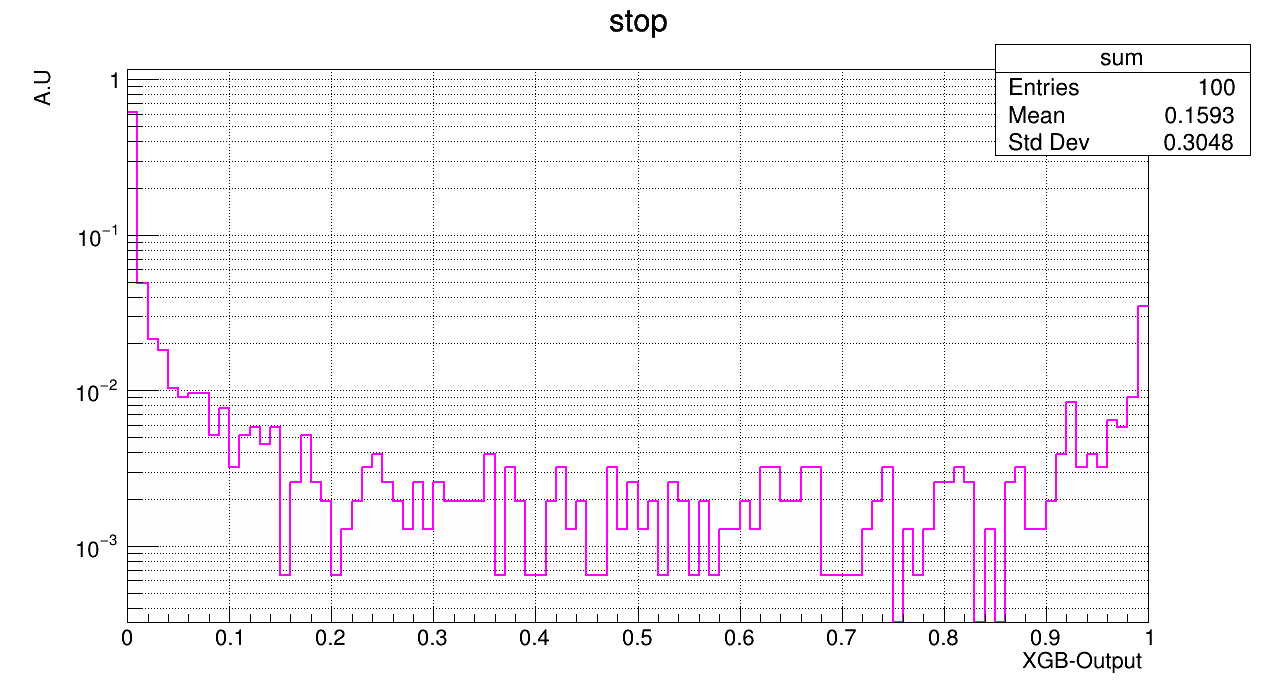 stop
sum
Entries 100
Mean 0.1593
Std Dev 0.3048
A.U
1
10⁻¹
10⁻²
10⁻³
0 0.1 0.2 0.3 0.4 0.5 0.6 0.7 0.8 0.9 1
XGB-Output